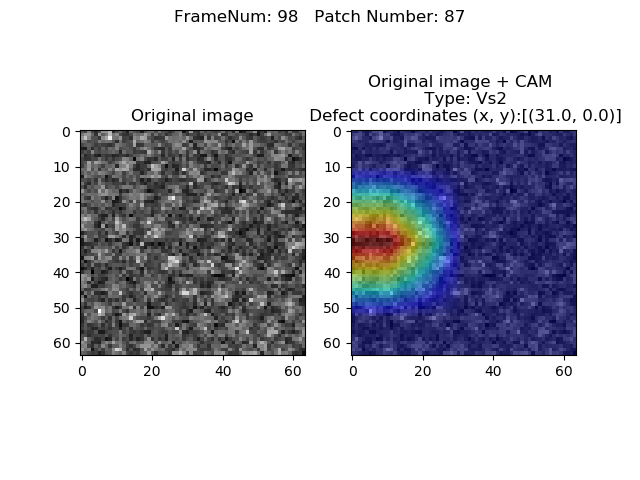 FrameNum: 98   Patch Number: 87
Original image
0
10
20
30
40
50
60
0 20 40 60
Original image + CAM
Type: Vs2
Defect coordinates (x, y):[(31.0, 0.0)]
0
10
20
30
40
50
60
0 20 40 60